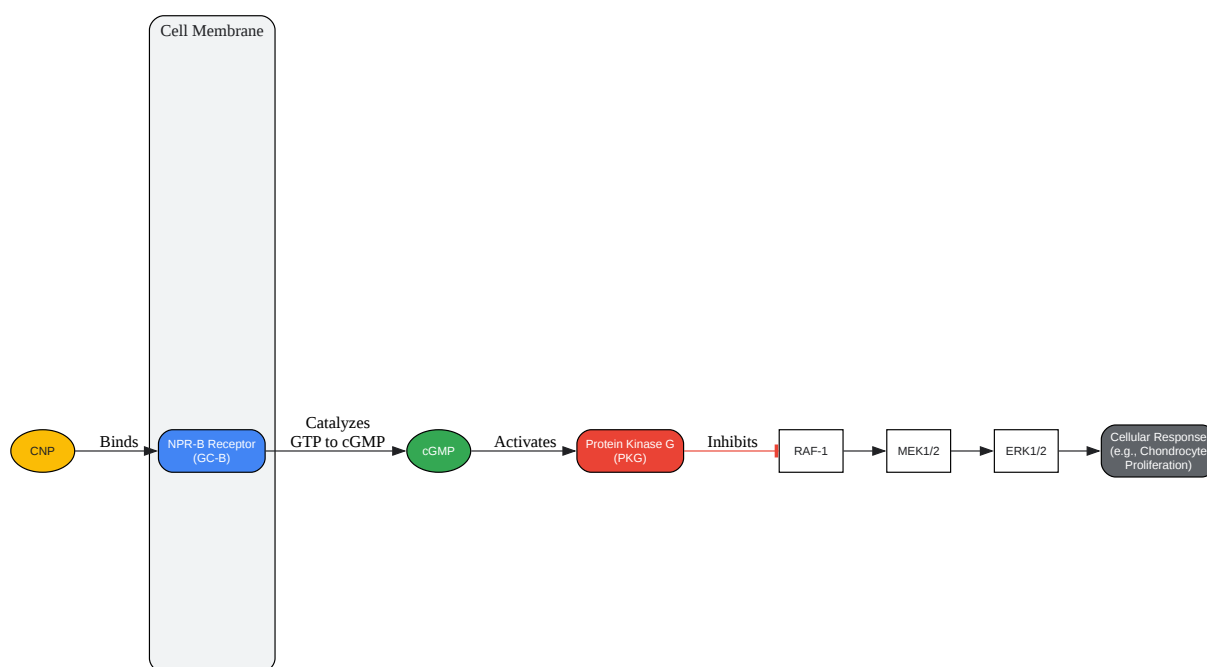 Cell Membrane
CNP
Binds
NPR-B Receptor
(GC-B)
Catalyzes
GTP to cGMP
cGMP
Activates
Protein Kinase G
(PKG)
Inhibits
RAF-1
MEK1/2
ERK1/2
Cellular Response
(e.g., Chondrocyte
Proliferation)